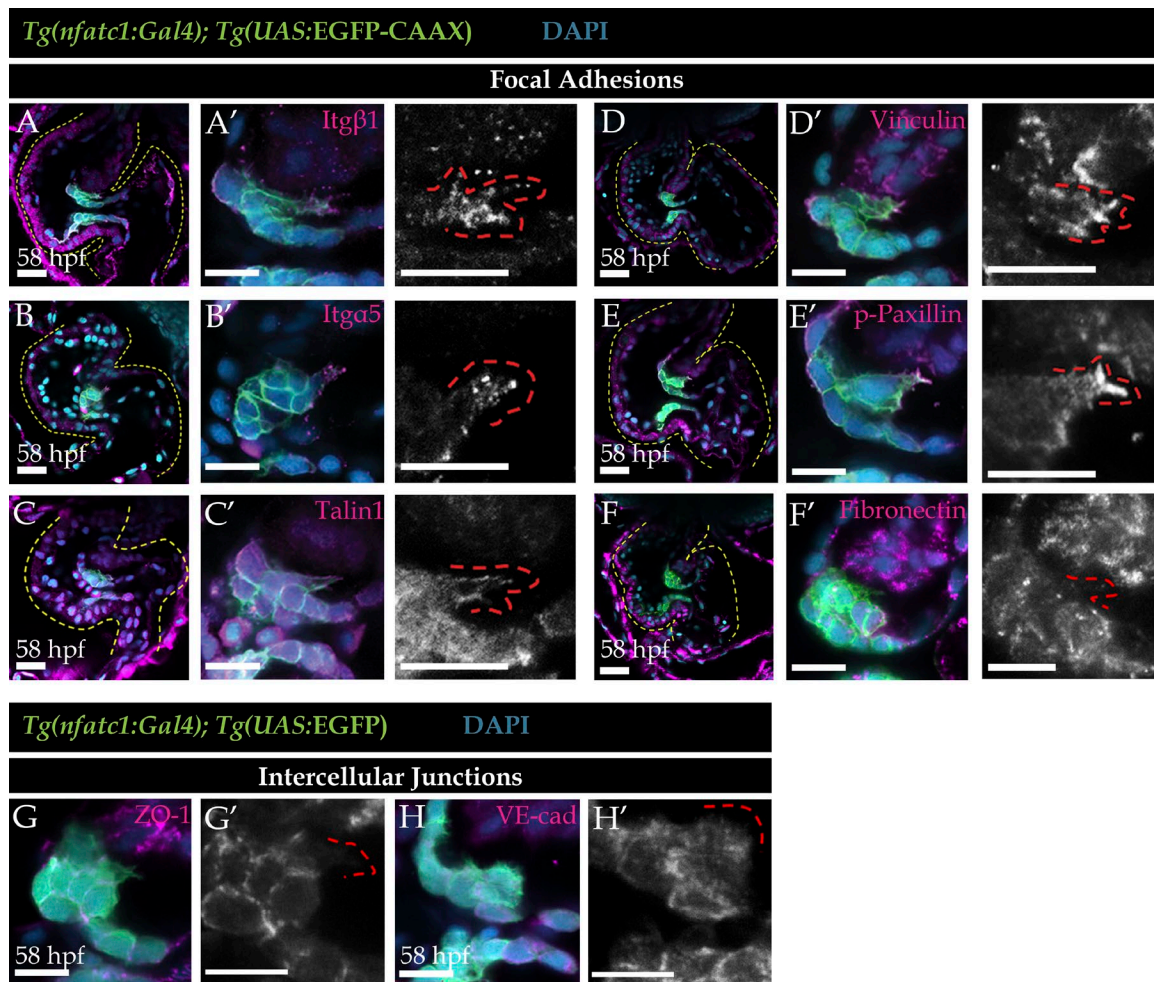 Tg(nfatc1:Gal4); Tg(UAS:EGFP-CAAX) DAPI
Focal Adhesions
A A′ Itgβ1 D D′ Vinculin
58 hpf 58 hpf
B B′ Itgα5 E E′ p-Paxillin
58 hpf 58 hpf
C C′ Talin1 F F′ Fibronectin
58 hpf 58 hpf
Tg(nfatc1:Gal4); Tg(UAS:EGFP) DAPI
Intercellular Junctions
G ZO-1 G′ H VE-cad H′
58 hpf 58 hpf